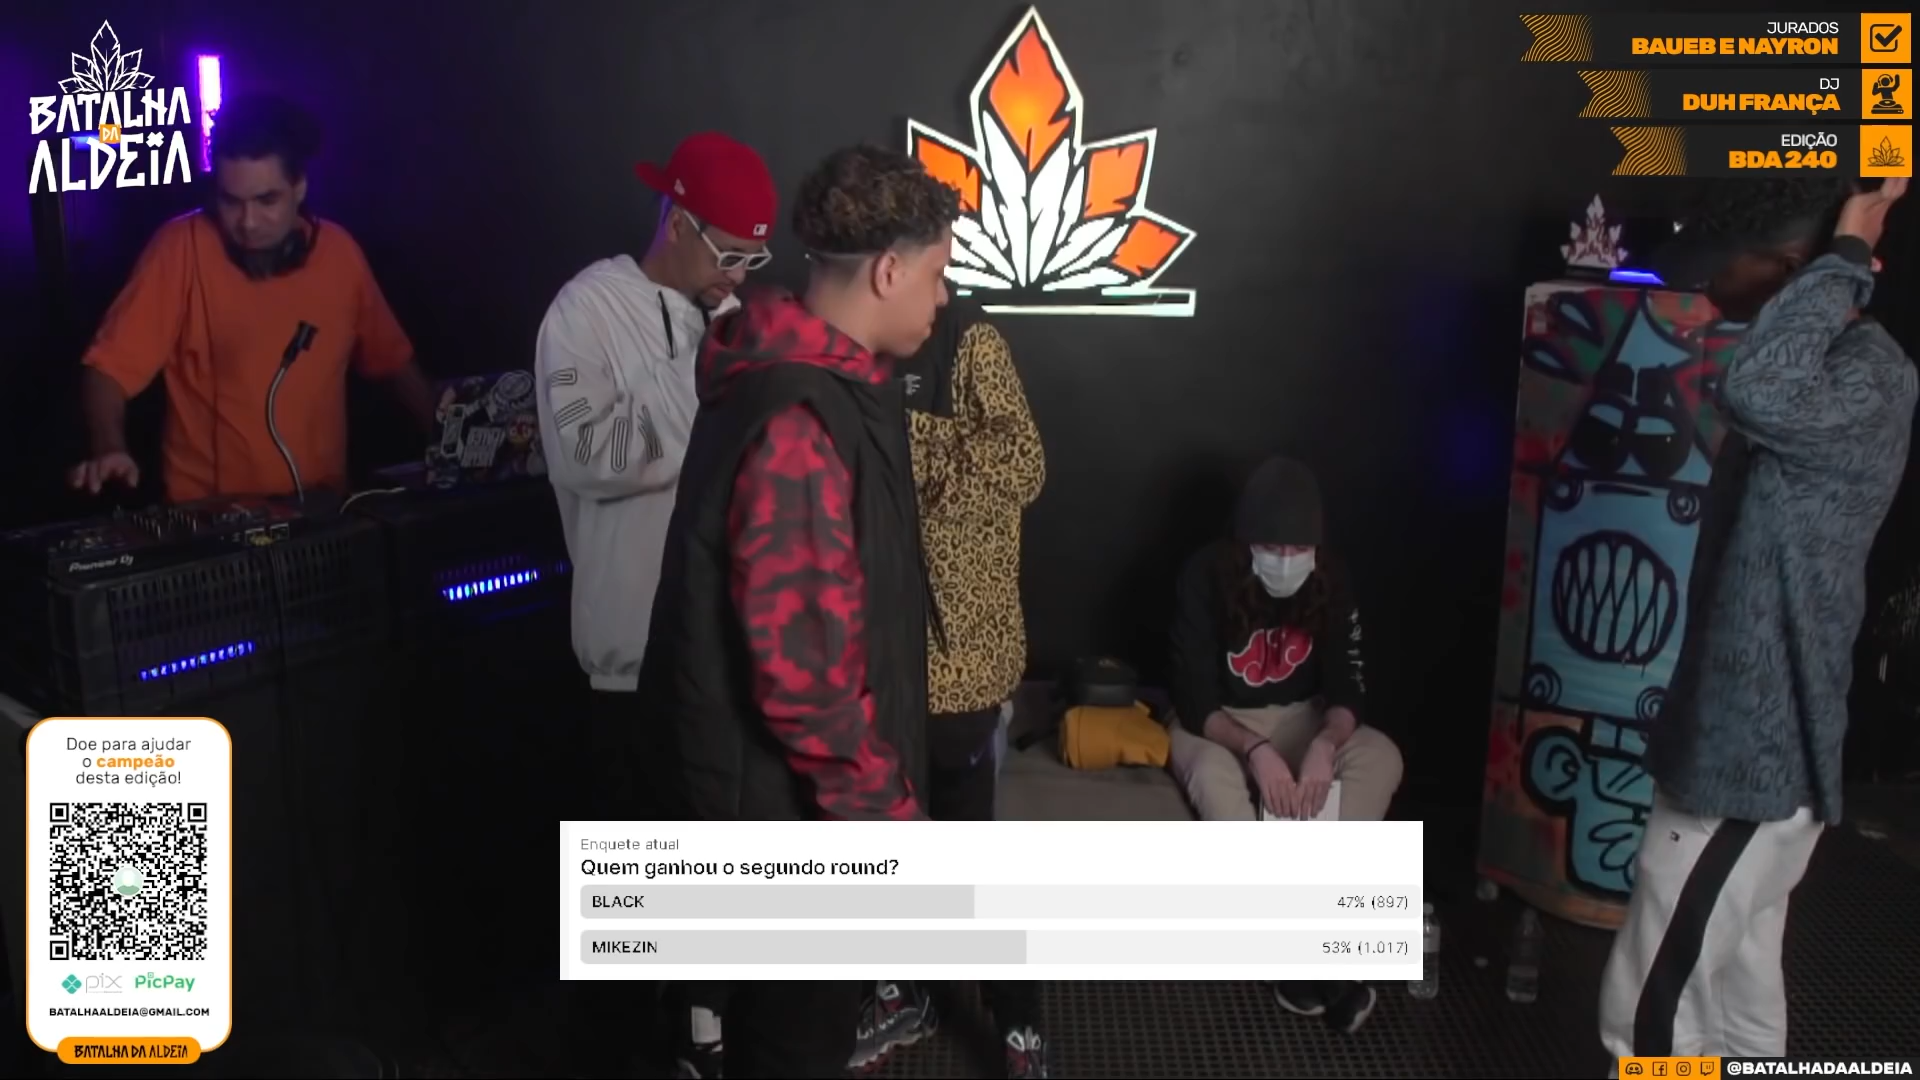 BATALHA
DA
ALDEIA
JURADOS
BAUEB E NAYRON
DJ
DUH FRANÇA
EDIÇÃO
BDA 240
Pioneer DJ
Doe para ajudar
o campeão
desta edição!
pix PicPay
BATALHAALDEIA@GMAIL.COM
BATALHA DA ALDEIA
Enquete atual
Quem ganhou o segundo round?
BLACK 47% (897)
MIKEZIN 53% (1.017)
@BATALHADAALDEIA